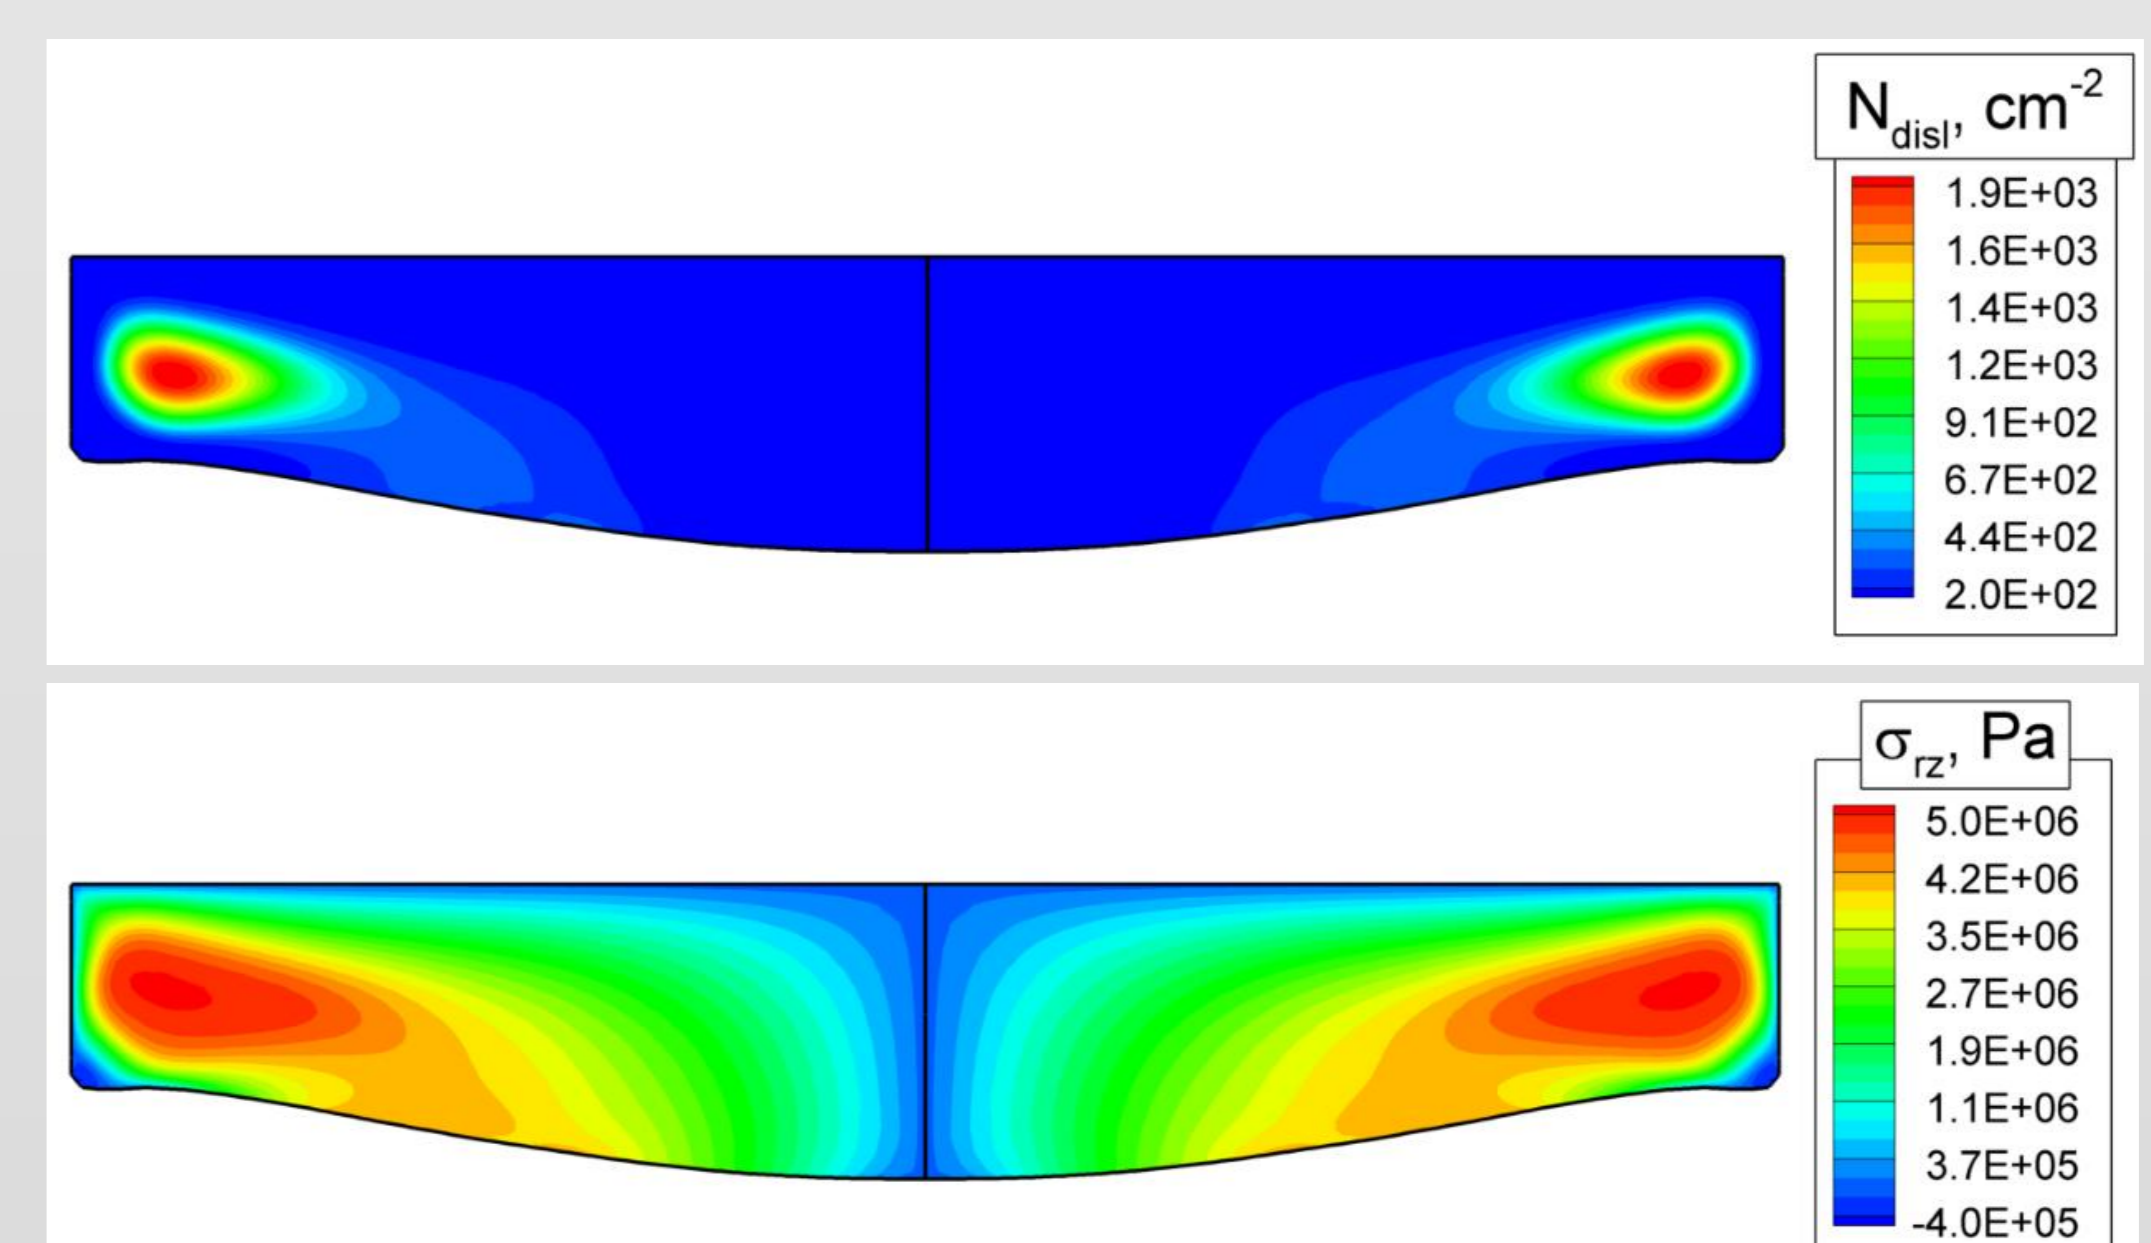 N_disl, cm^-2
1.9E+03
1.6E+03
1.4E+03
1.2E+03
9.1E+02
6.7E+02
4.4E+02
2.0E+02
σ_rz, Pa
5.0E+06
4.2E+06
3.5E+06
2.7E+06
1.9E+06
1.1E+06
3.7E+05
-4.0E+05